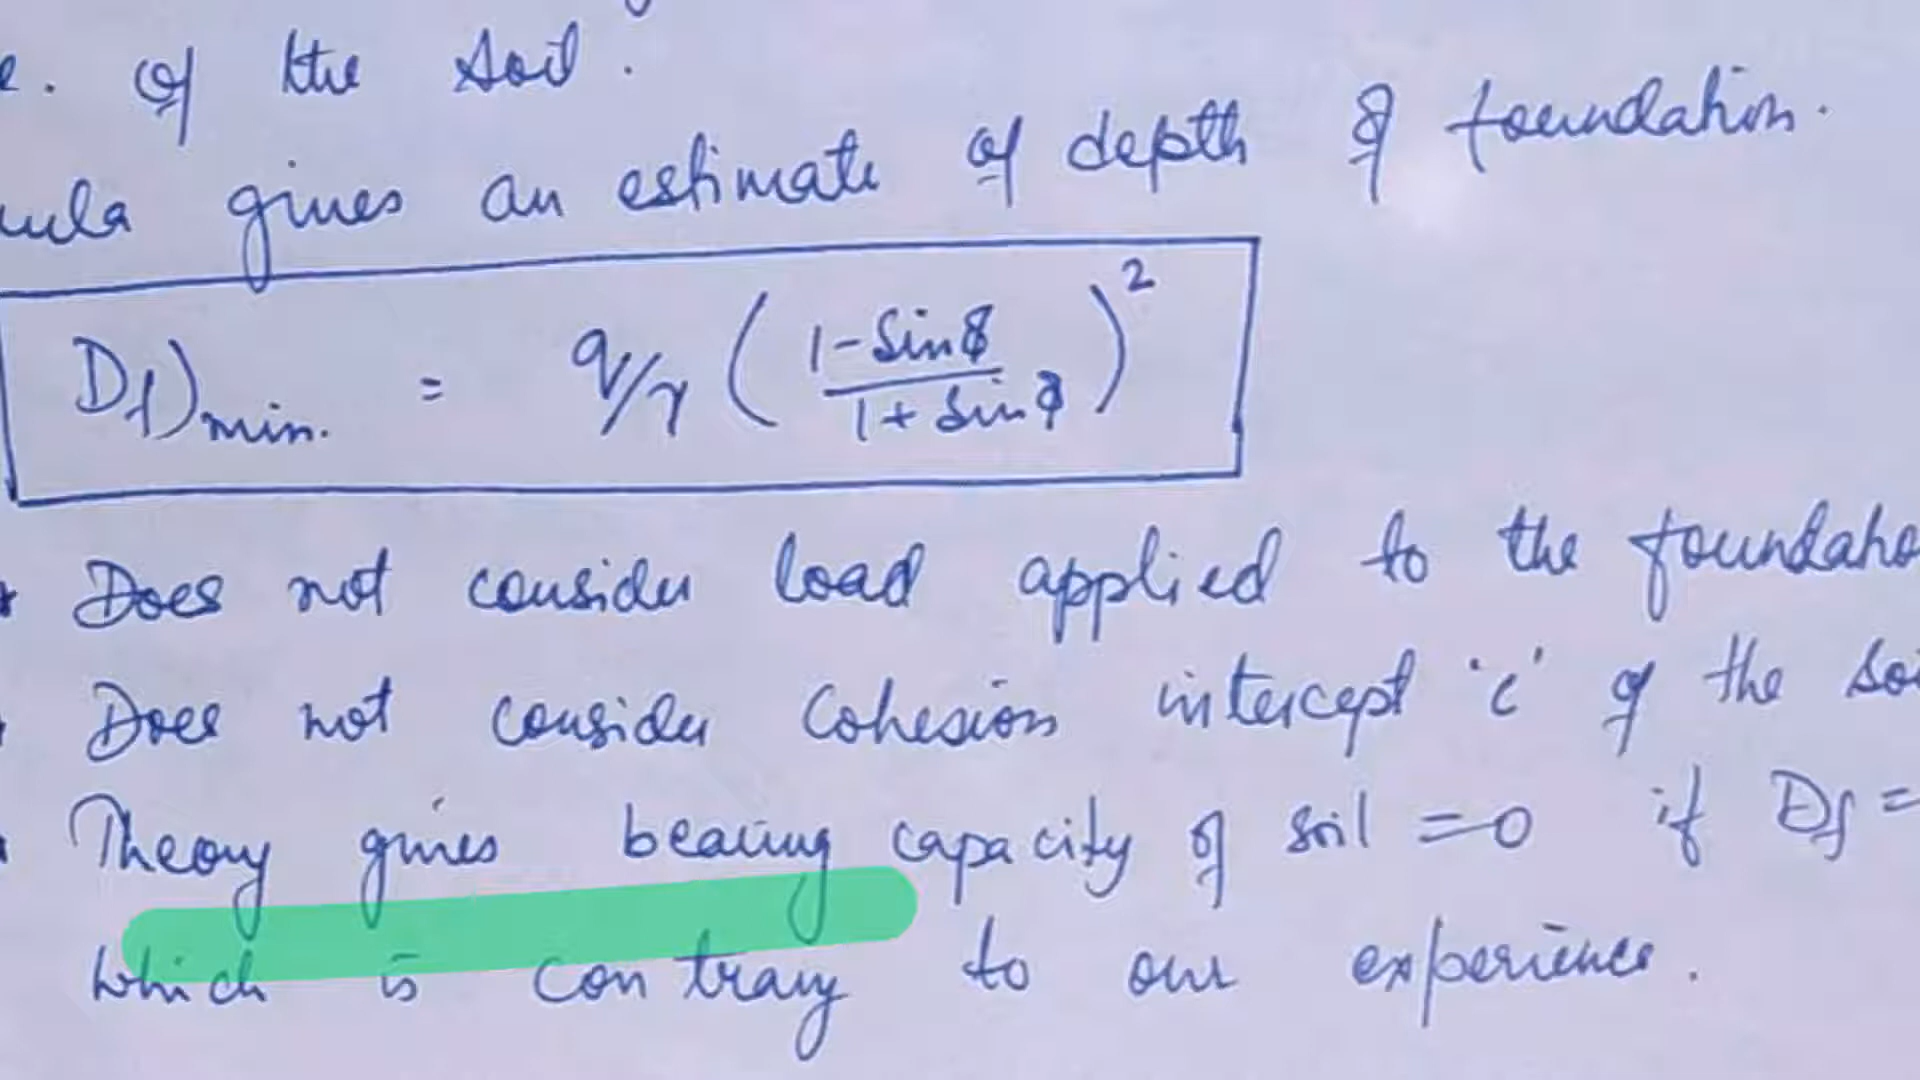 . of the soil.
gives an estimate of depth of foundation.
Df)min. = q/γ (1-Sinϕ / 1+Sinϕ)²
Does not consider load applied to the
Does not consider Cohesion intercept 'c' of the
Theory gives bearing capacity of soil =0 if Df =
which is contrary to our experience.